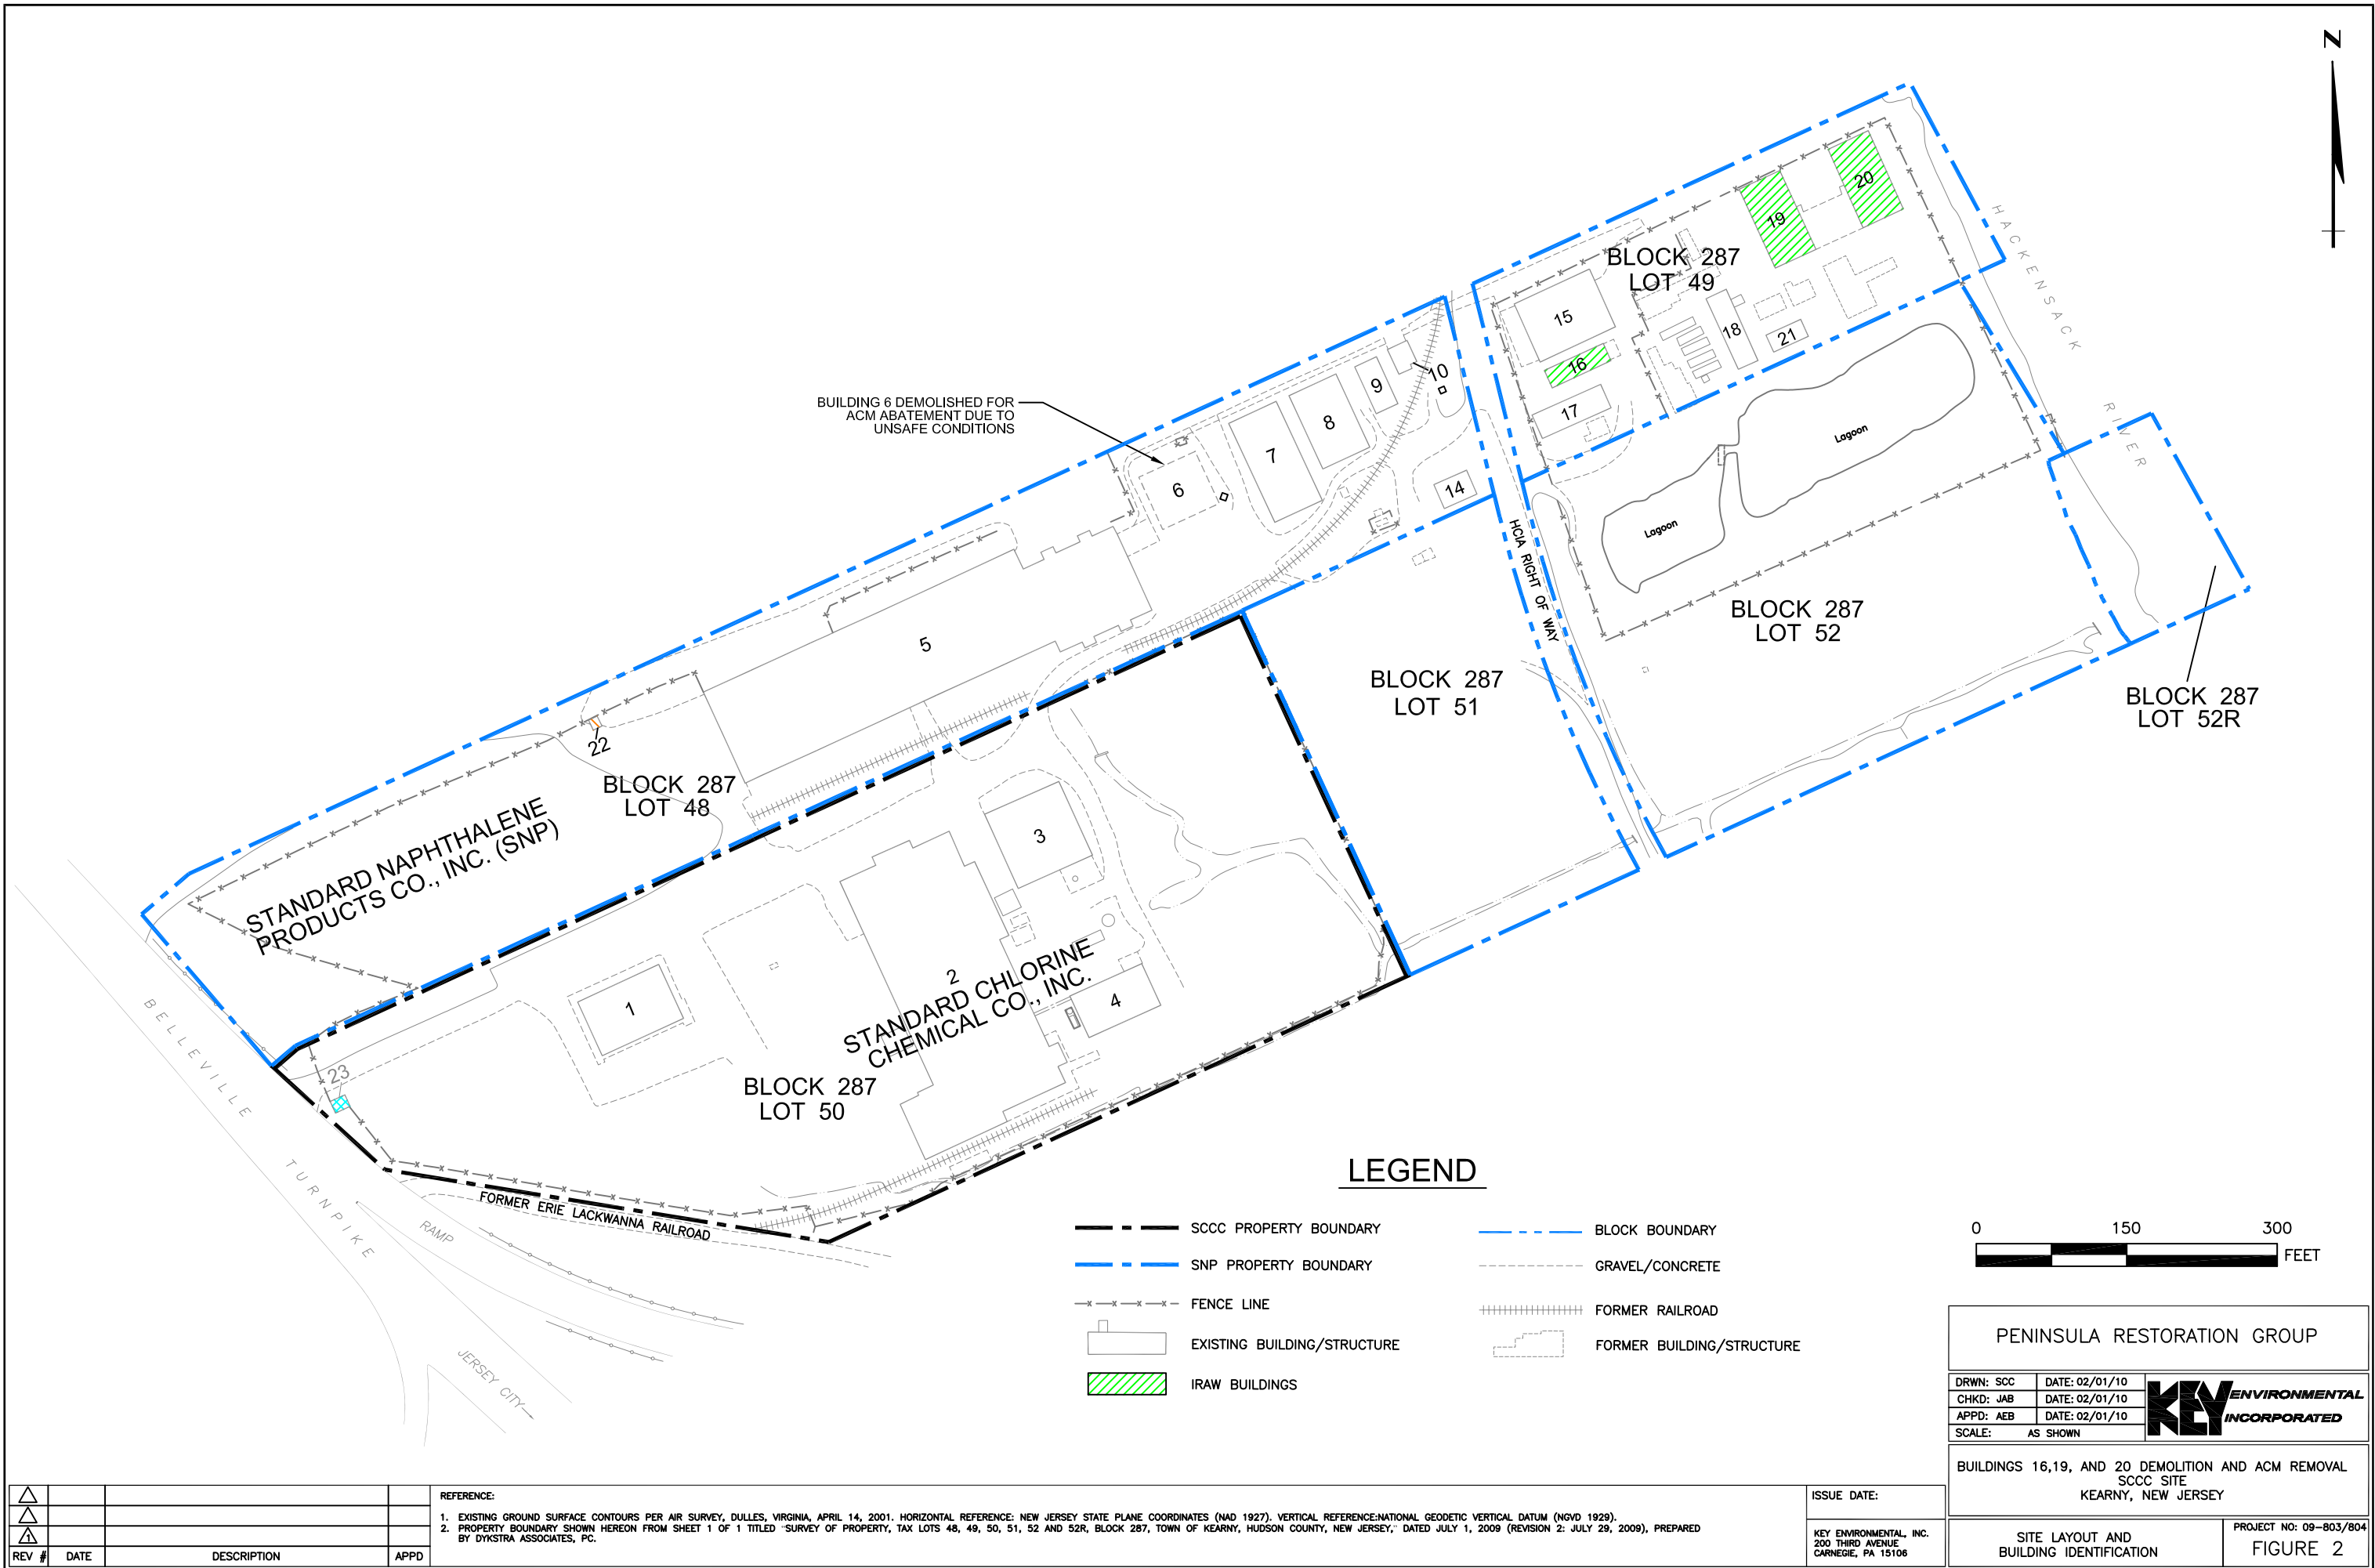 N
HACKENSACK RIVER
20
19
BLOCK 287
LOT 49
15
18
21
16
17
10
9
8
7
6
14
BUILDING 6 DEMOLISHED FOR
ACM ABATEMENT DUE TO
UNSAFE CONDITIONS
Lagoon
Lagoon
HCIA RIGHT OF WAY
BLOCK 287
LOT 52
BLOCK 287
LOT 51
BLOCK 287
LOT 52R
5
22
BLOCK 287
LOT 48
STANDARD NAPHTHALENE
PRODUCTS CO., INC. (SNP)
3
2
STANDARD CHLORINE
CHEMICAL CO., INC.
4
1
BLOCK 287
LOT 50
23
BELLEVILLE TURNPIKE
FORMER ERIE LACKWANNA RAILROAD
RAMP
JERSEY CITY
LEGEND
SCCC PROPERTY BOUNDARY
SNP PROPERTY BOUNDARY
FENCE LINE
EXISTING BUILDING/STRUCTURE
IRAW BUILDINGS
BLOCK BOUNDARY
GRAVEL/CONCRETE
FORMER RAILROAD
FORMER BUILDING/STRUCTURE
0 150 300
FEET
PENINSULA RESTORATION GROUP
DRWN: SCC DATE: 02/01/10
CHKD: JAB DATE: 02/01/10
APPD: AEB DATE: 02/01/10
SCALE: AS SHOWN
KEY ENVIRONMENTAL
INCORPORATED
BUILDINGS 16,19, AND 20 DEMOLITION AND ACM REMOVAL
SCCC SITE
KEARNY, NEW JERSEY
SITE LAYOUT AND
BUILDING IDENTIFICATION
PROJECT NO: 09-803/804
FIGURE 2
ISSUE DATE:
KEY ENVIRONMENTAL, INC.
200 THIRD AVENUE
CARNEGIE, PA 15106
REFERENCE:
1. EXISTING GROUND SURFACE CONTOURS PER AIR SURVEY, DULLES, VIRGINIA, APRIL 14, 2001. HORIZONTAL REFERENCE: NEW JERSEY STATE PLANE COORDINATES (NAD 1927). VERTICAL REFERENCE:NATIONAL GEODETIC VERTICAL DATUM (NGVD 1929).
2. PROPERTY BOUNDARY SHOWN HEREON FROM SHEET 1 OF 1 TITLED "SURVEY OF PROPERTY, TAX LOTS 48, 49, 50, 51, 52 AND 52R, BLOCK 287, TOWN OF KEARNY, HUDSON COUNTY, NEW JERSEY," DATED JULY 1, 2009 (REVISION 2: JULY 29, 2009), PREPARED
BY DYKSTRA ASSOCIATES, PC.
1
REV # DATE DESCRIPTION APPD